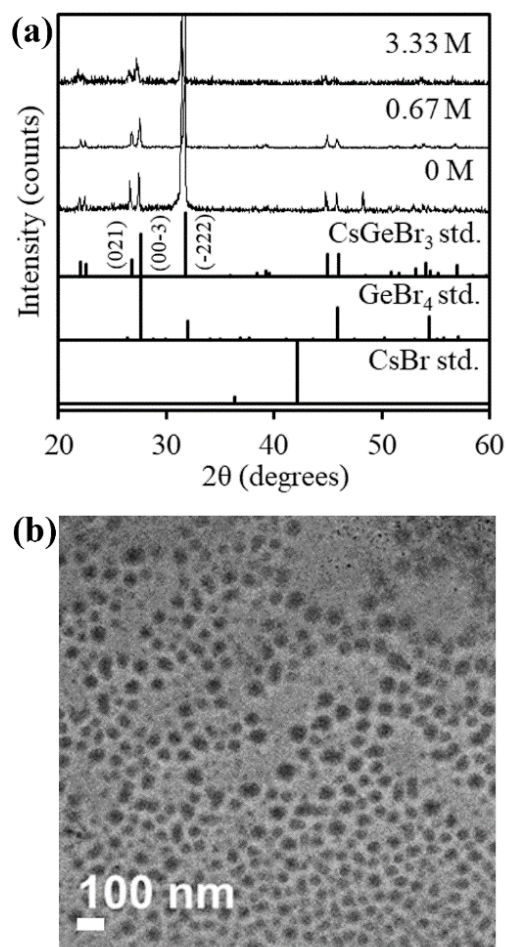 (a)
3.33 M
0.67 M
0 M
(021)
(00-3)
(-222)
CsGeBr₃ std.
GeBr₄ std.
CsBr std.
Intensity (counts)
20 30 40 50 60
2θ (degrees)
(b)
100 nm